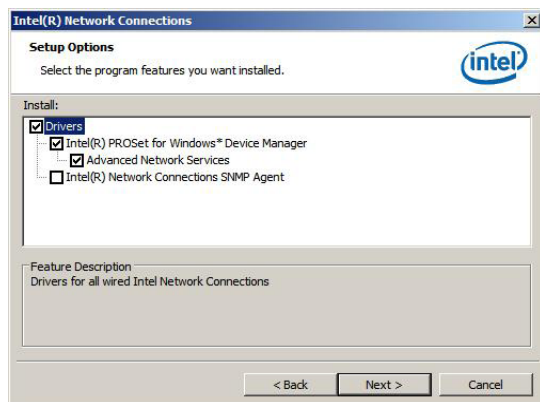 Intel(R) Network Connections
Setup Options
Select the program features you want installed.
intel
Install:
Drivers
Intel(R) PROSet for Windows* Device Manager
Advanced Network Services
Intel(R) Network Connections SNMP Agent
Feature Description
Drivers for all wired Intel Network Connections
< Back
Next >
Cancel